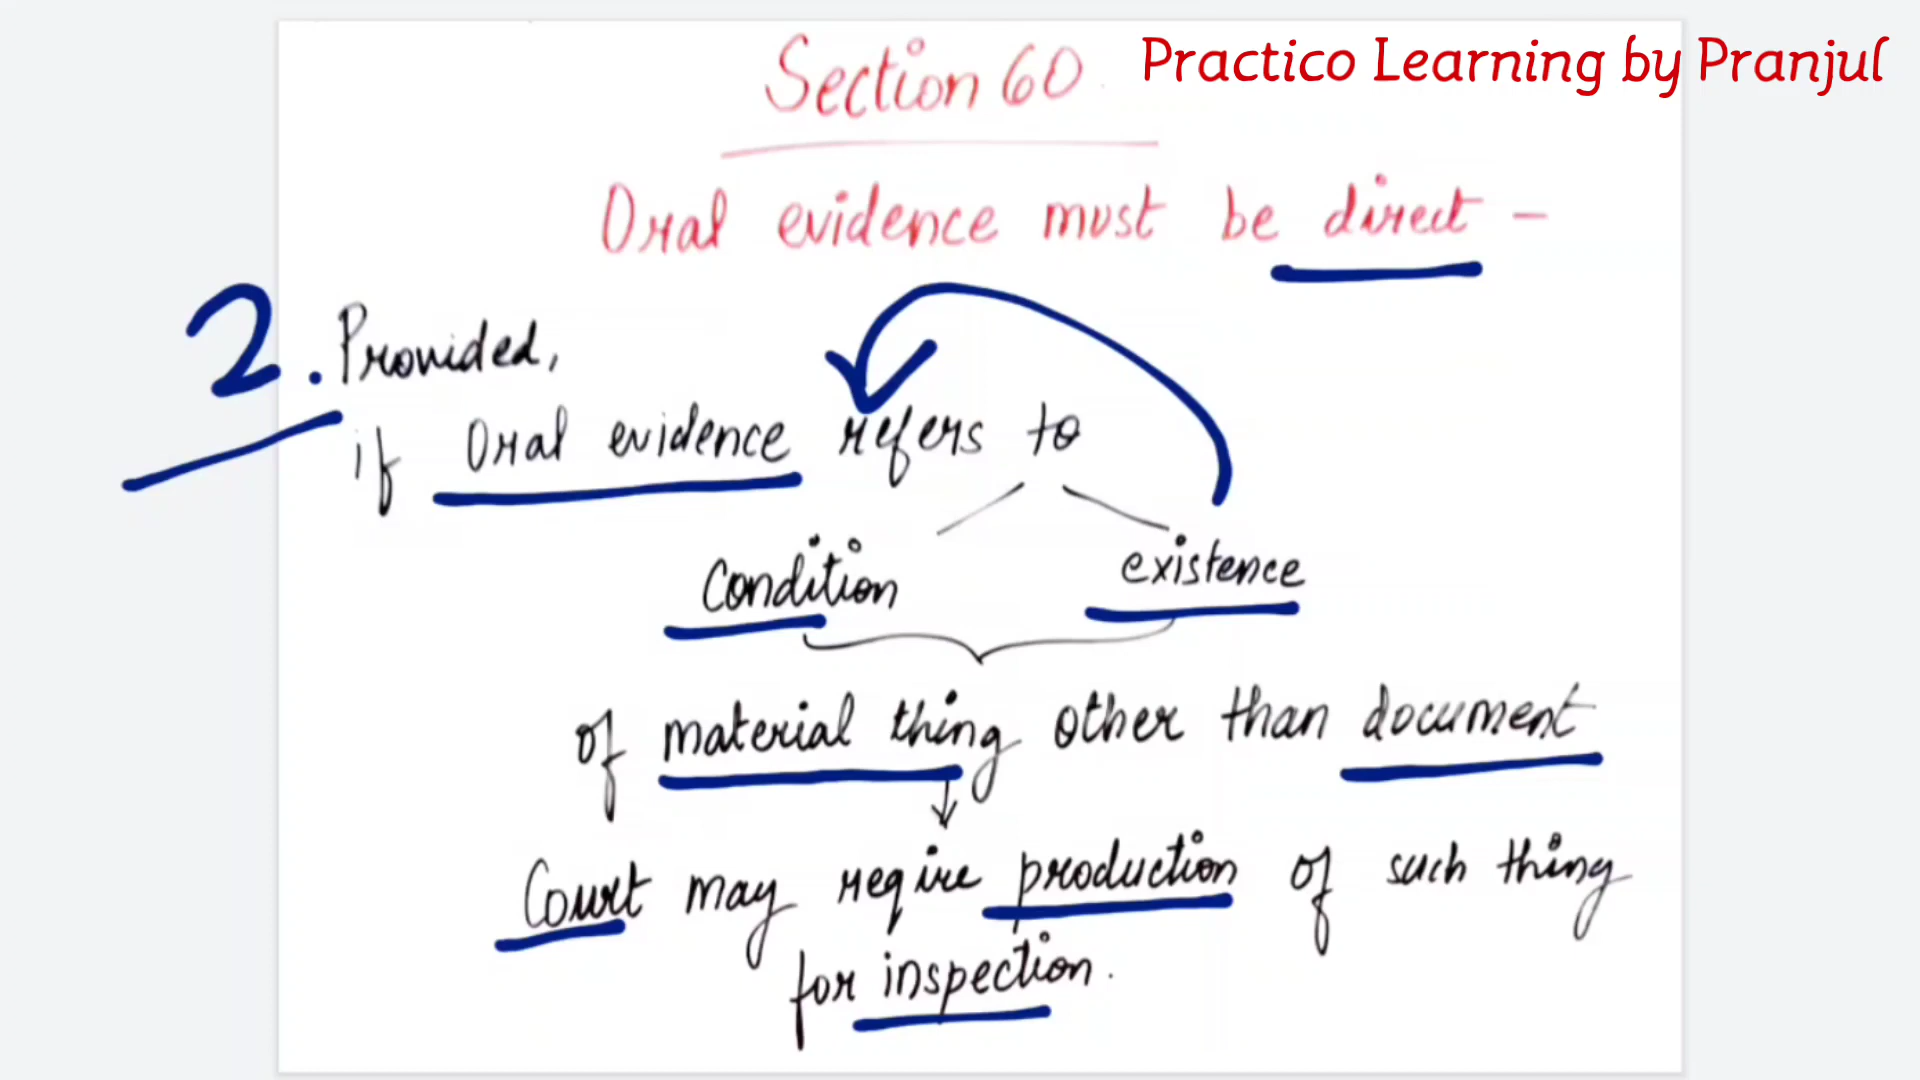 Section 60
Practico Learning by Pranjul
Oral evidence must be direct -
2. Provided,
if Oral evidence refers to
Condition existence
of material thing other than document
Court may reqire production of such thing
for inspection.